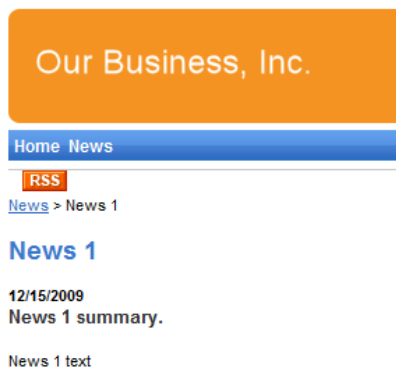 Our Business, Inc.
Home News
RSS
News > News 1
News 1
12/15/2009
News 1 summary.
News 1 text